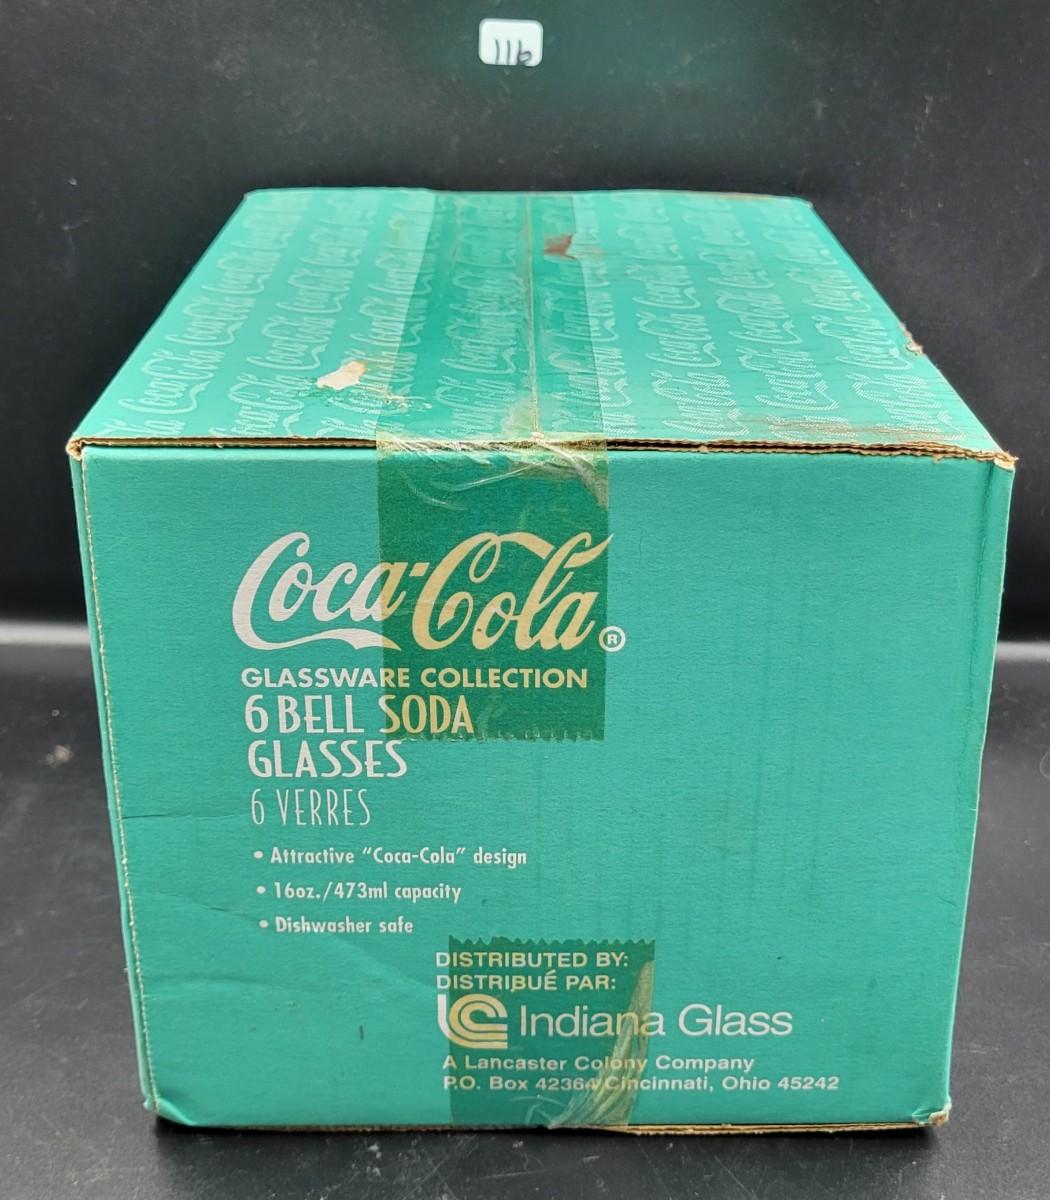 116
Coca-Cola®
GLASSWARE COLLECTION
6 BELL SODA
GLASSES
6 VERRES
• Attractive "Coca-Cola" design
• 16oz./473ml capacity
• Dishwasher safe
DISTRIBUTED BY:
DISTRIBUÉ PAR:
Indiana Glass
A Lancaster Colony Company
P.O. Box 42364 Cincinnati, Ohio 45242